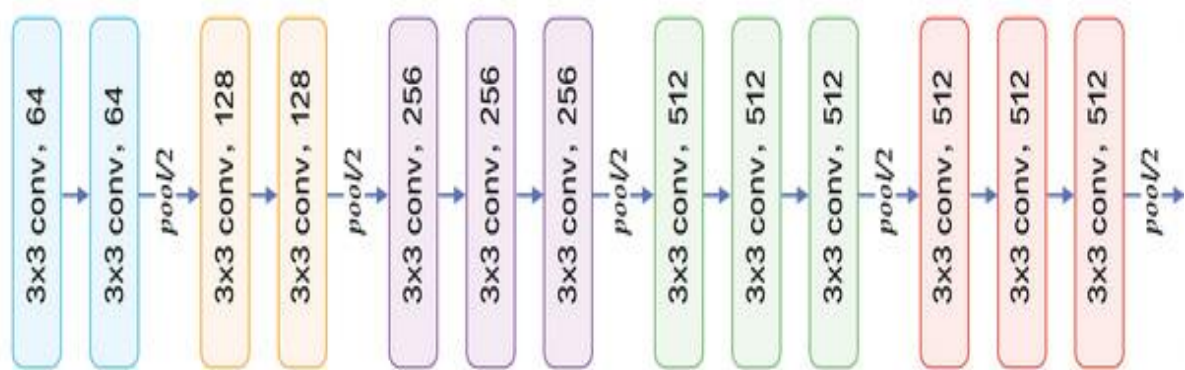 3x3 conv, 64
3x3 conv, 64
pool/2
3x3 conv, 128
3x3 conv, 128
pool/2
3x3 conv, 256
3x3 conv, 256
3x3 conv, 256
pool/2
3x3 conv, 512
3x3 conv, 512
3x3 conv, 512
pool/2
3x3 conv, 512
3x3 conv, 512
3x3 conv, 512
pool/2